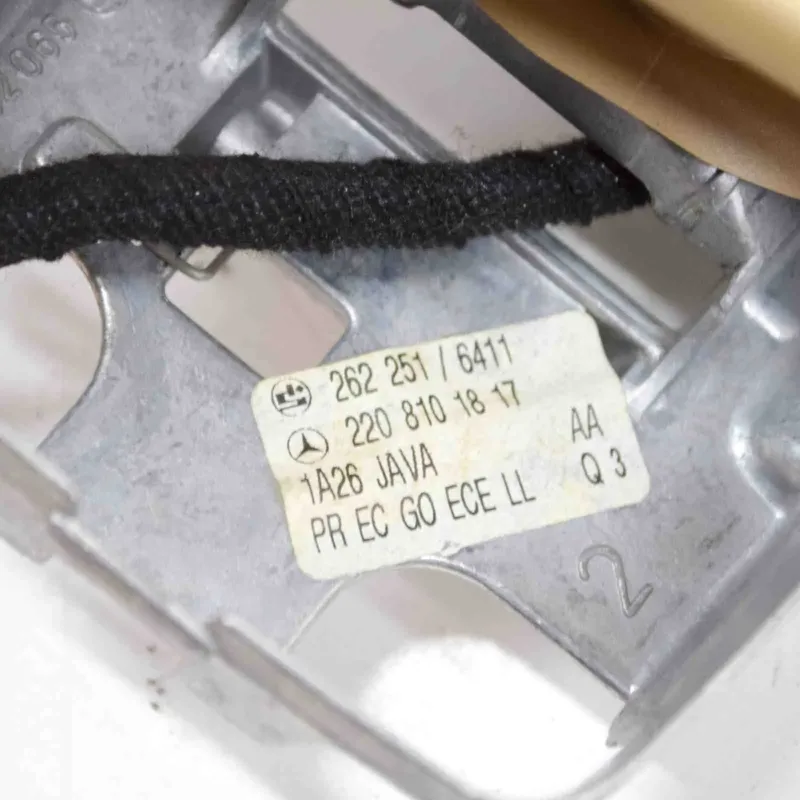 262 251 / 6411
220 810 18 17
1A26 JAVA AA
PR EC GO ECE LL Q 3
2